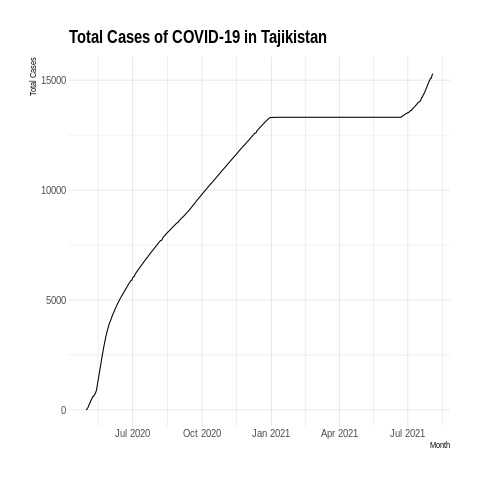 Total Cases of COVID-19 in Tajikistan
Total Cases
15000
10000
5000
0
Jul 2020 Oct 2020 Jan 2021 Apr 2021 Jul 2021
Month